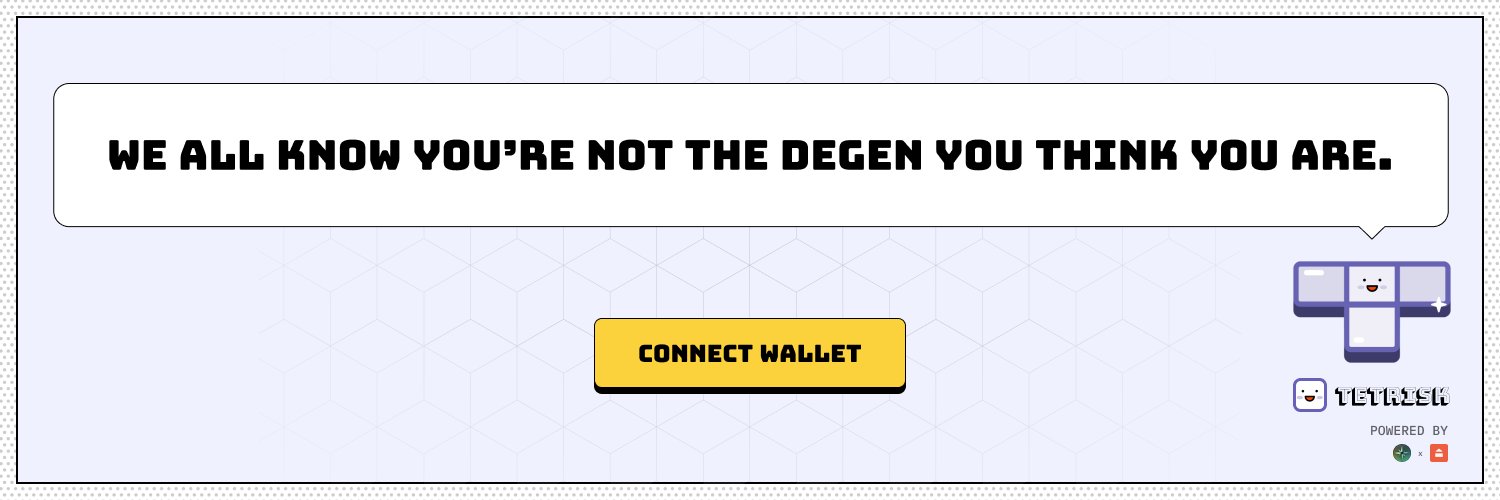 WE ALL KNOW YOU’RE NOT THE DEGEN YOU THINK YOU ARE.
CONNECT WALLET
TETRISK
POWERED BY
x